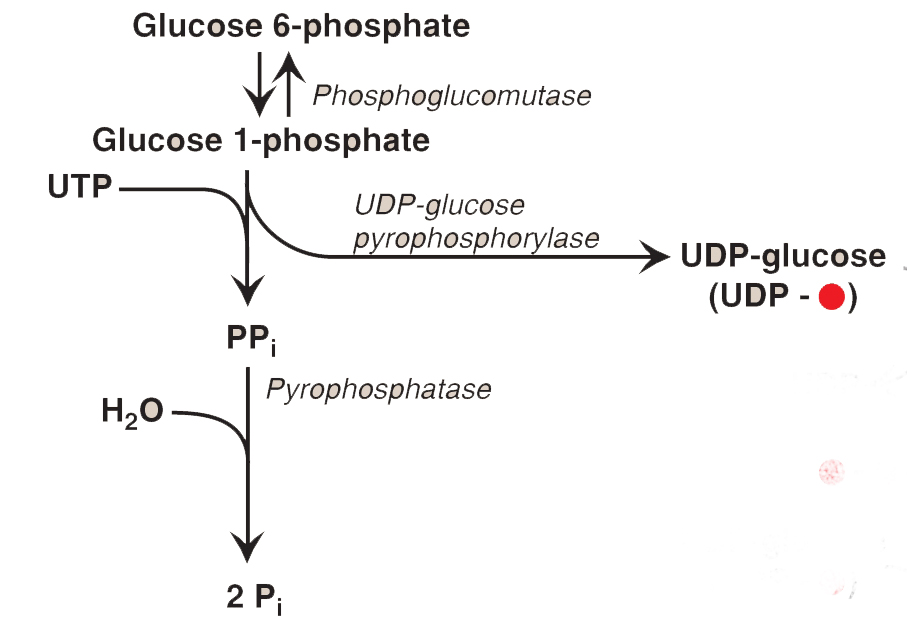 Glucose 6-phosphate
Phosphoglucomutase
Glucose 1-phosphate
UTP
UDP-glucose
pyrophosphorylase
UDP-glucose
(UDP - )
PPi
Pyrophosphatase
H₂O
2 Pi